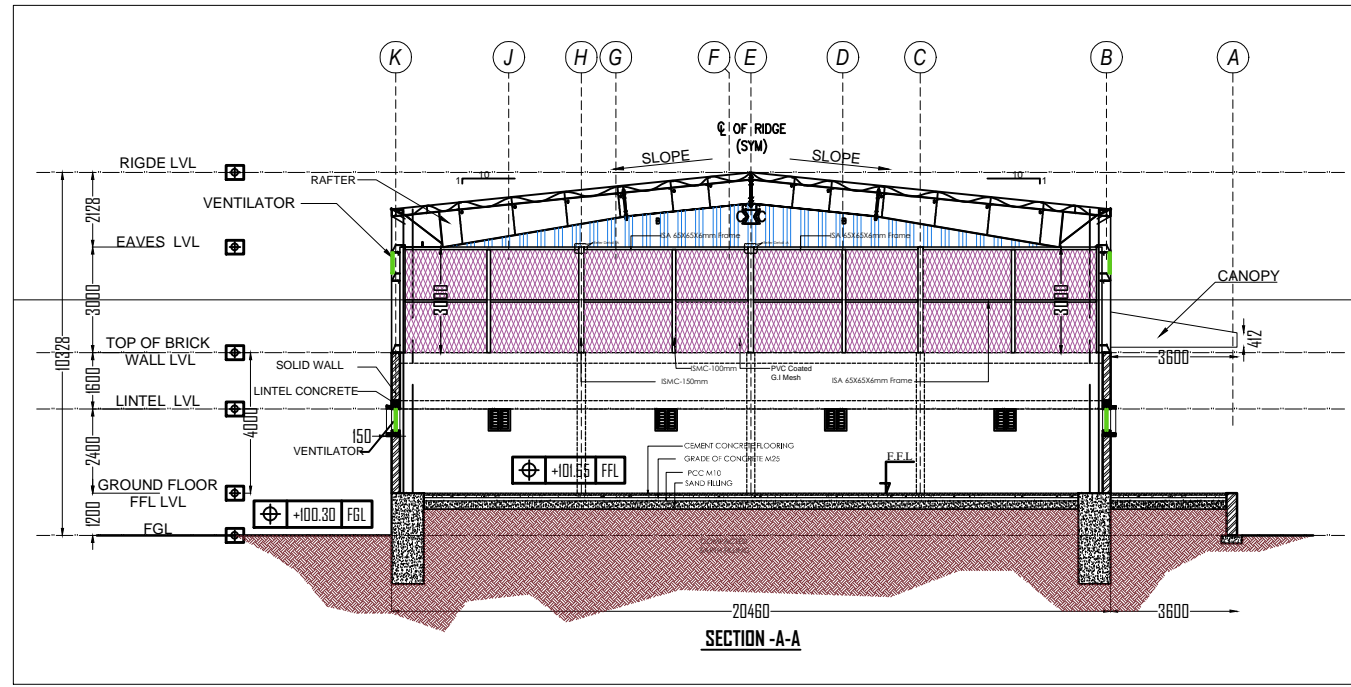 K J H G F E D C B A
℄ OF RIDGE
(SYM)
SLOPE SLOPE
RIGDE LVL
RAFTER
10
1
10
1
VENTILATOR
2128
EAVES LVL
ISA 65X65X6mm Frame ISA 65X65X6mm Frame
CANOPY
3000
3000
3000
10328
412
TOP OF BRICK
WALL LVL
3600
SOLID WALL
ISMC-100mm
PVC Coated
G.I Mesh
ISMC-150mm
ISA 65X65X6mm Frame
1600
LINTEL CONCRETE
LINTEL LVL
4000
150
VENTILATOR
2400
CEMENT CONCRETE FLOORING
GRADE OF CONCRETE M25
PCC M10
SAND FILLING
F.F.L
+101.55 FFL
GROUND FLOOR
FFL LVL
+100.30 FGL
1200
FGL
COMPACTED
EARTH FILLING
20460
3600
SECTION -A-A